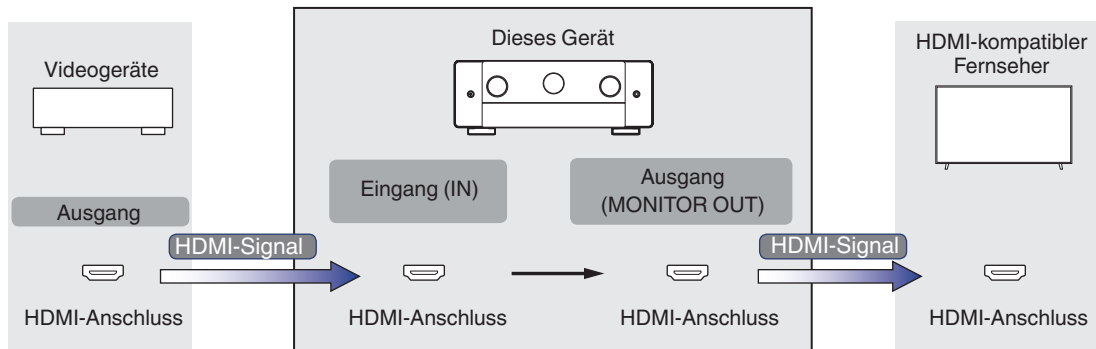 Videogeräte
Ausgang
Dieses Gerät
Eingang (IN)
Ausgang
(MONITOR OUT)
HDMI-kompatibler
Fernseher
HDMI-Signal
HDMI-Signal
HDMI-Anschluss
HDMI-Anschluss
HDMI-Anschluss
HDMI-Anschluss